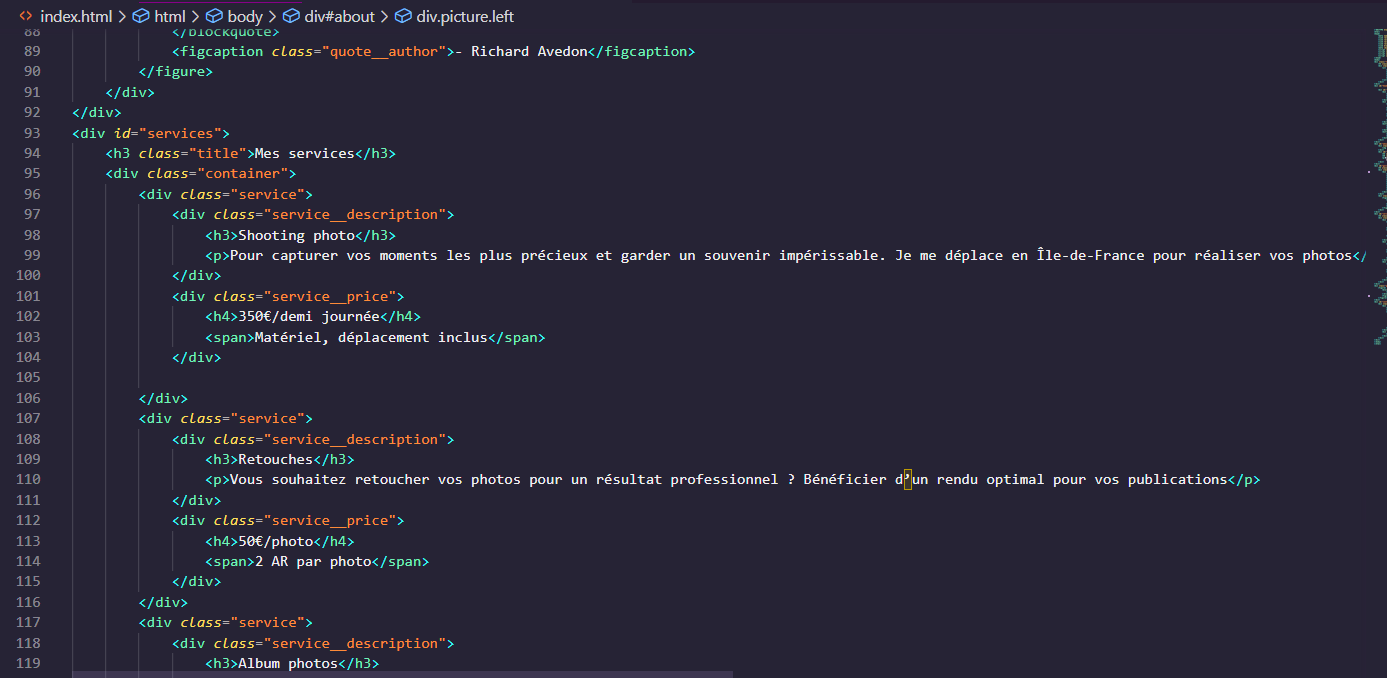 <> index.html > html > body > div#about > div.picture.left
88 </blockquote>
89 <figcaption class="quote__author">- Richard Avedon</figcaption>
90 </figure>
91 </div>
92 </div>
93 <div id="services">
94 <h3 class="title">Mes services</h3>
95 <div class="container">
96 <div class="service">
97 <div class="service__description">
98 <h3>Shooting photo</h3>
99 <p>Pour capturer vos moments les plus précieux et garder un souvenir impérissable. Je me déplace en Île-de-France pour réaliser vos photos</
100 </div>
101 <div class="service__price">
102 <h4>350€/demi journée</h4>
103 <span>Matériel, déplacement inclus</span>
104 </div>
105
106 </div>
107 <div class="service">
108 <div class="service__description">
109 <h3>Retouches</h3>
110 <p>Vous souhaitez retoucher vos photos pour un résultat professionnel ? Bénéficier d’un rendu optimal pour vos publications</p>
111 </div>
112 <div class="service__price">
113 <h4>50€/photo</h4>
114 <span>2 AR par photo</span>
115 </div>
116 </div>
117 <div class="service">
118 <div class="service__description">
119 <h3>Album photos</h3>